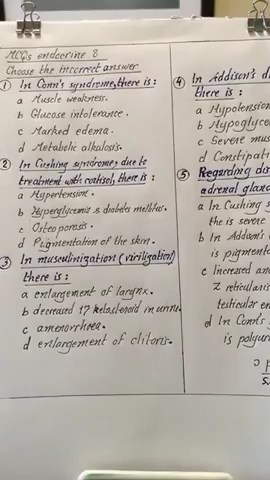 MCQs endocrine 8
Choose the incorrect answer
① In Conn's syndrome, there is :
a Muscle weakness.
b Glucose intolerance.
c Marked edema.
d Metabolic alkalosis.
② In Cushing syndrome, due to
treatment with cortisol, there is :
a Hypertension.
b Hyperglycemia & diabetes mellitus.
c Osteoporosis.
d Pigmentation of the skin.
③ In musculinization (virilization)
there is :
a enlargement of larynx.
b decreased 17 ketosteroid in urine
c amenorrhoea.
d enlargement of clitoris.
④ In Addison's d
there is :
a Hypotension
b Hypoglyce
c Severe mus
d Constipat
⑤ Regarding dis
adrenal gland
a In Cushing s
the is severe
b In Addison's
is pigmenta
c Increased an
Z reticularis
testicular en
d In Conn's
is polyur